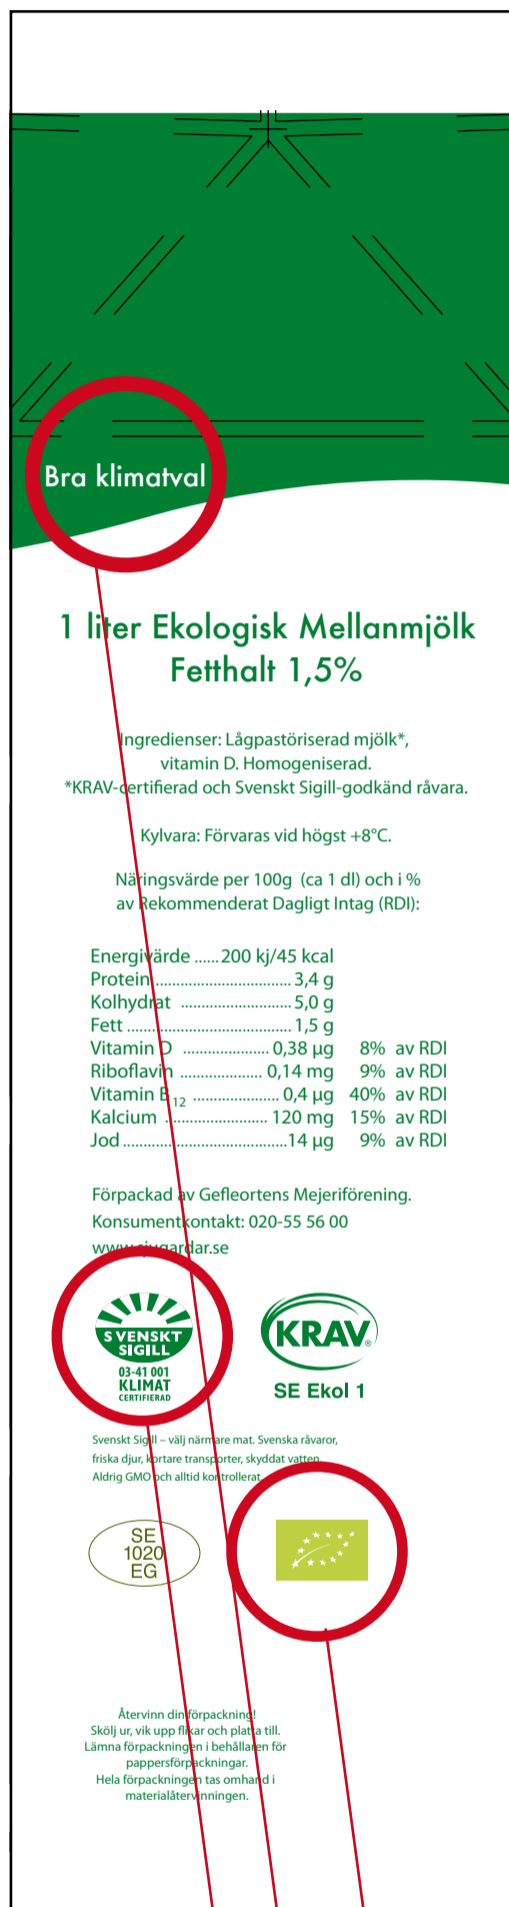 Bra klimatval
1 liter Ekologisk Mellanmjölk
Fetthalt 1,5%
Ingredienser: Lågpastöriserad mjölk*,
vitamin D. Homogeniserad.
*KRAV-certifierad och Svenskt Sigill-godkänd råvara.
Kylvara: Förvaras vid högst +8°C.
Näringsvärde per 100g (ca 1 dl) och i %
av Rekommenderat Dagligt Intag (RDI):
Energivärde ......200 kj/45 kcal
Protein ................................ 3,4 g
Kolhydrat .......................... 5,0 g
Fett ....................................... 1,5 g
Vitamin D ..................... 0,38 µg 8% av RDI
Riboflavin .................... 0,14 mg 9% av RDI
Vitamin B12 ..................... 0,4 µg 40% av RDI
Kalcium ......................... 120 mg 15% av RDI
Jod .......................................14 µg 9% av RDI
Förpackad av Gefleortens Mejeriförening.
Konsumentkontakt: 020-55 56 00
www.sjugardar.se
SVENSKT
SIGILL
03-41 001
KLIMAT
CERTIFIERAD
KRAV®
SE Ekol 1
Svenskt Sigill – välj närmare mat. Svenska råvaror,
friska djur, kortare transporter, skyddat vatten.
Aldrig GMO och alltid kontrollerat.
SE
1020
EG
Återvinn din förpackning!
Skölj ur, vik upp flikar och platta till.
Lämna förpackningen i behållaren för
pappersförpackningar.
Hela förpackningen tas omhand i
materialåtervinningen.